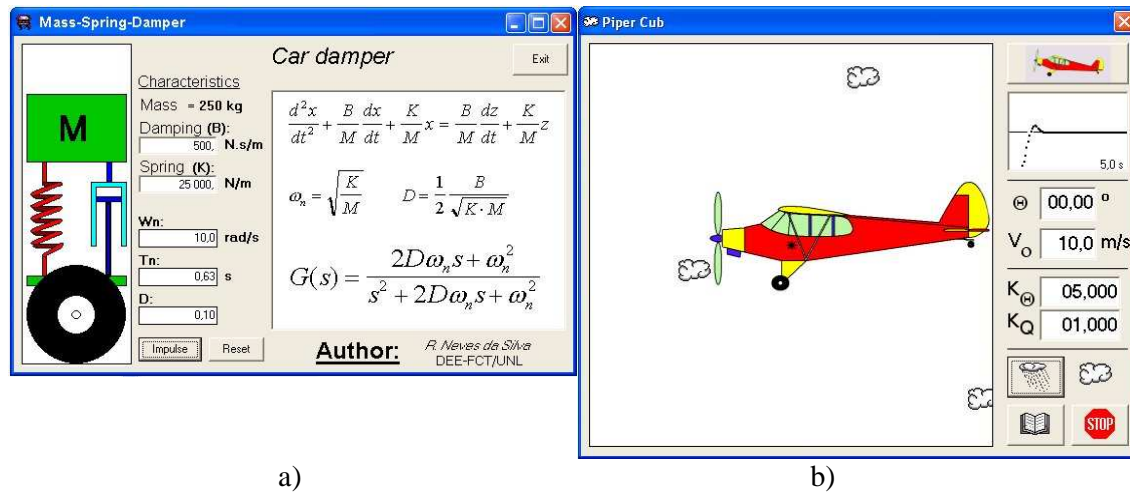 Mass-Spring-Damper
Car damper
Exit
Characteristics
Mass = 250 kg
Damping (B):
500, N.s/m
Spring (K):
25 000, N/m
Wn:
10,0 rad/s
Tn:
0,63 s
D:
0,10
Impulse Reset
M
d²x/dt² + B/M dx/dt + K/M x = B/M dz/dt + K/M z
ωₙ = √(K/M) D = 1/2 B/√(K·M)
G(s) = (2Dωₙs + ωₙ²)/(s² + 2Dωₙs + ωₙ²)
Author: R. Neves da Silva
DEE-FCT/UNL
a)
Piper Cub
5,0 s
Θ 00,00 º
Vo 10,0 m/s
KΘ 05,000
KQ 01,000
STOP
b)